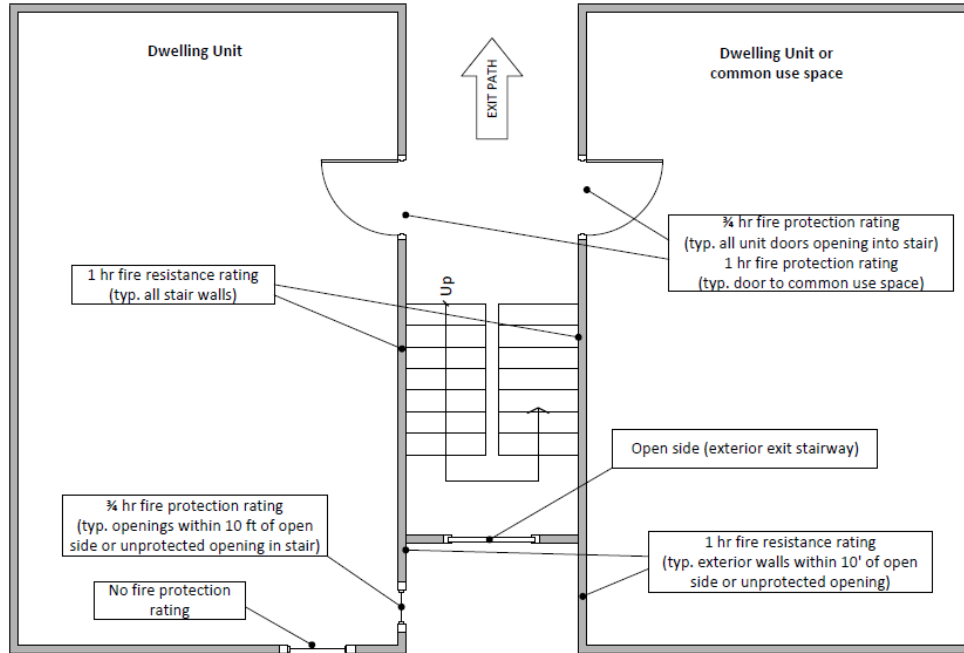 Dwelling Unit
Dwelling Unit or
common use space
EXIT PATH
¾ hr fire protection rating
(typ. all unit doors opening into stair)
1 hr fire protection rating
(typ. door to common use space)
1 hr fire resistance rating
(typ. all stair walls)
Up
Open side (exterior exit stairway)
¾ hr fire protection rating
(typ. openings within 10 ft of open
side or unprotected opening in stair)
1 hr fire resistance rating
(typ. exterior walls within 10' of open
side or unprotected opening)
No fire protection
rating